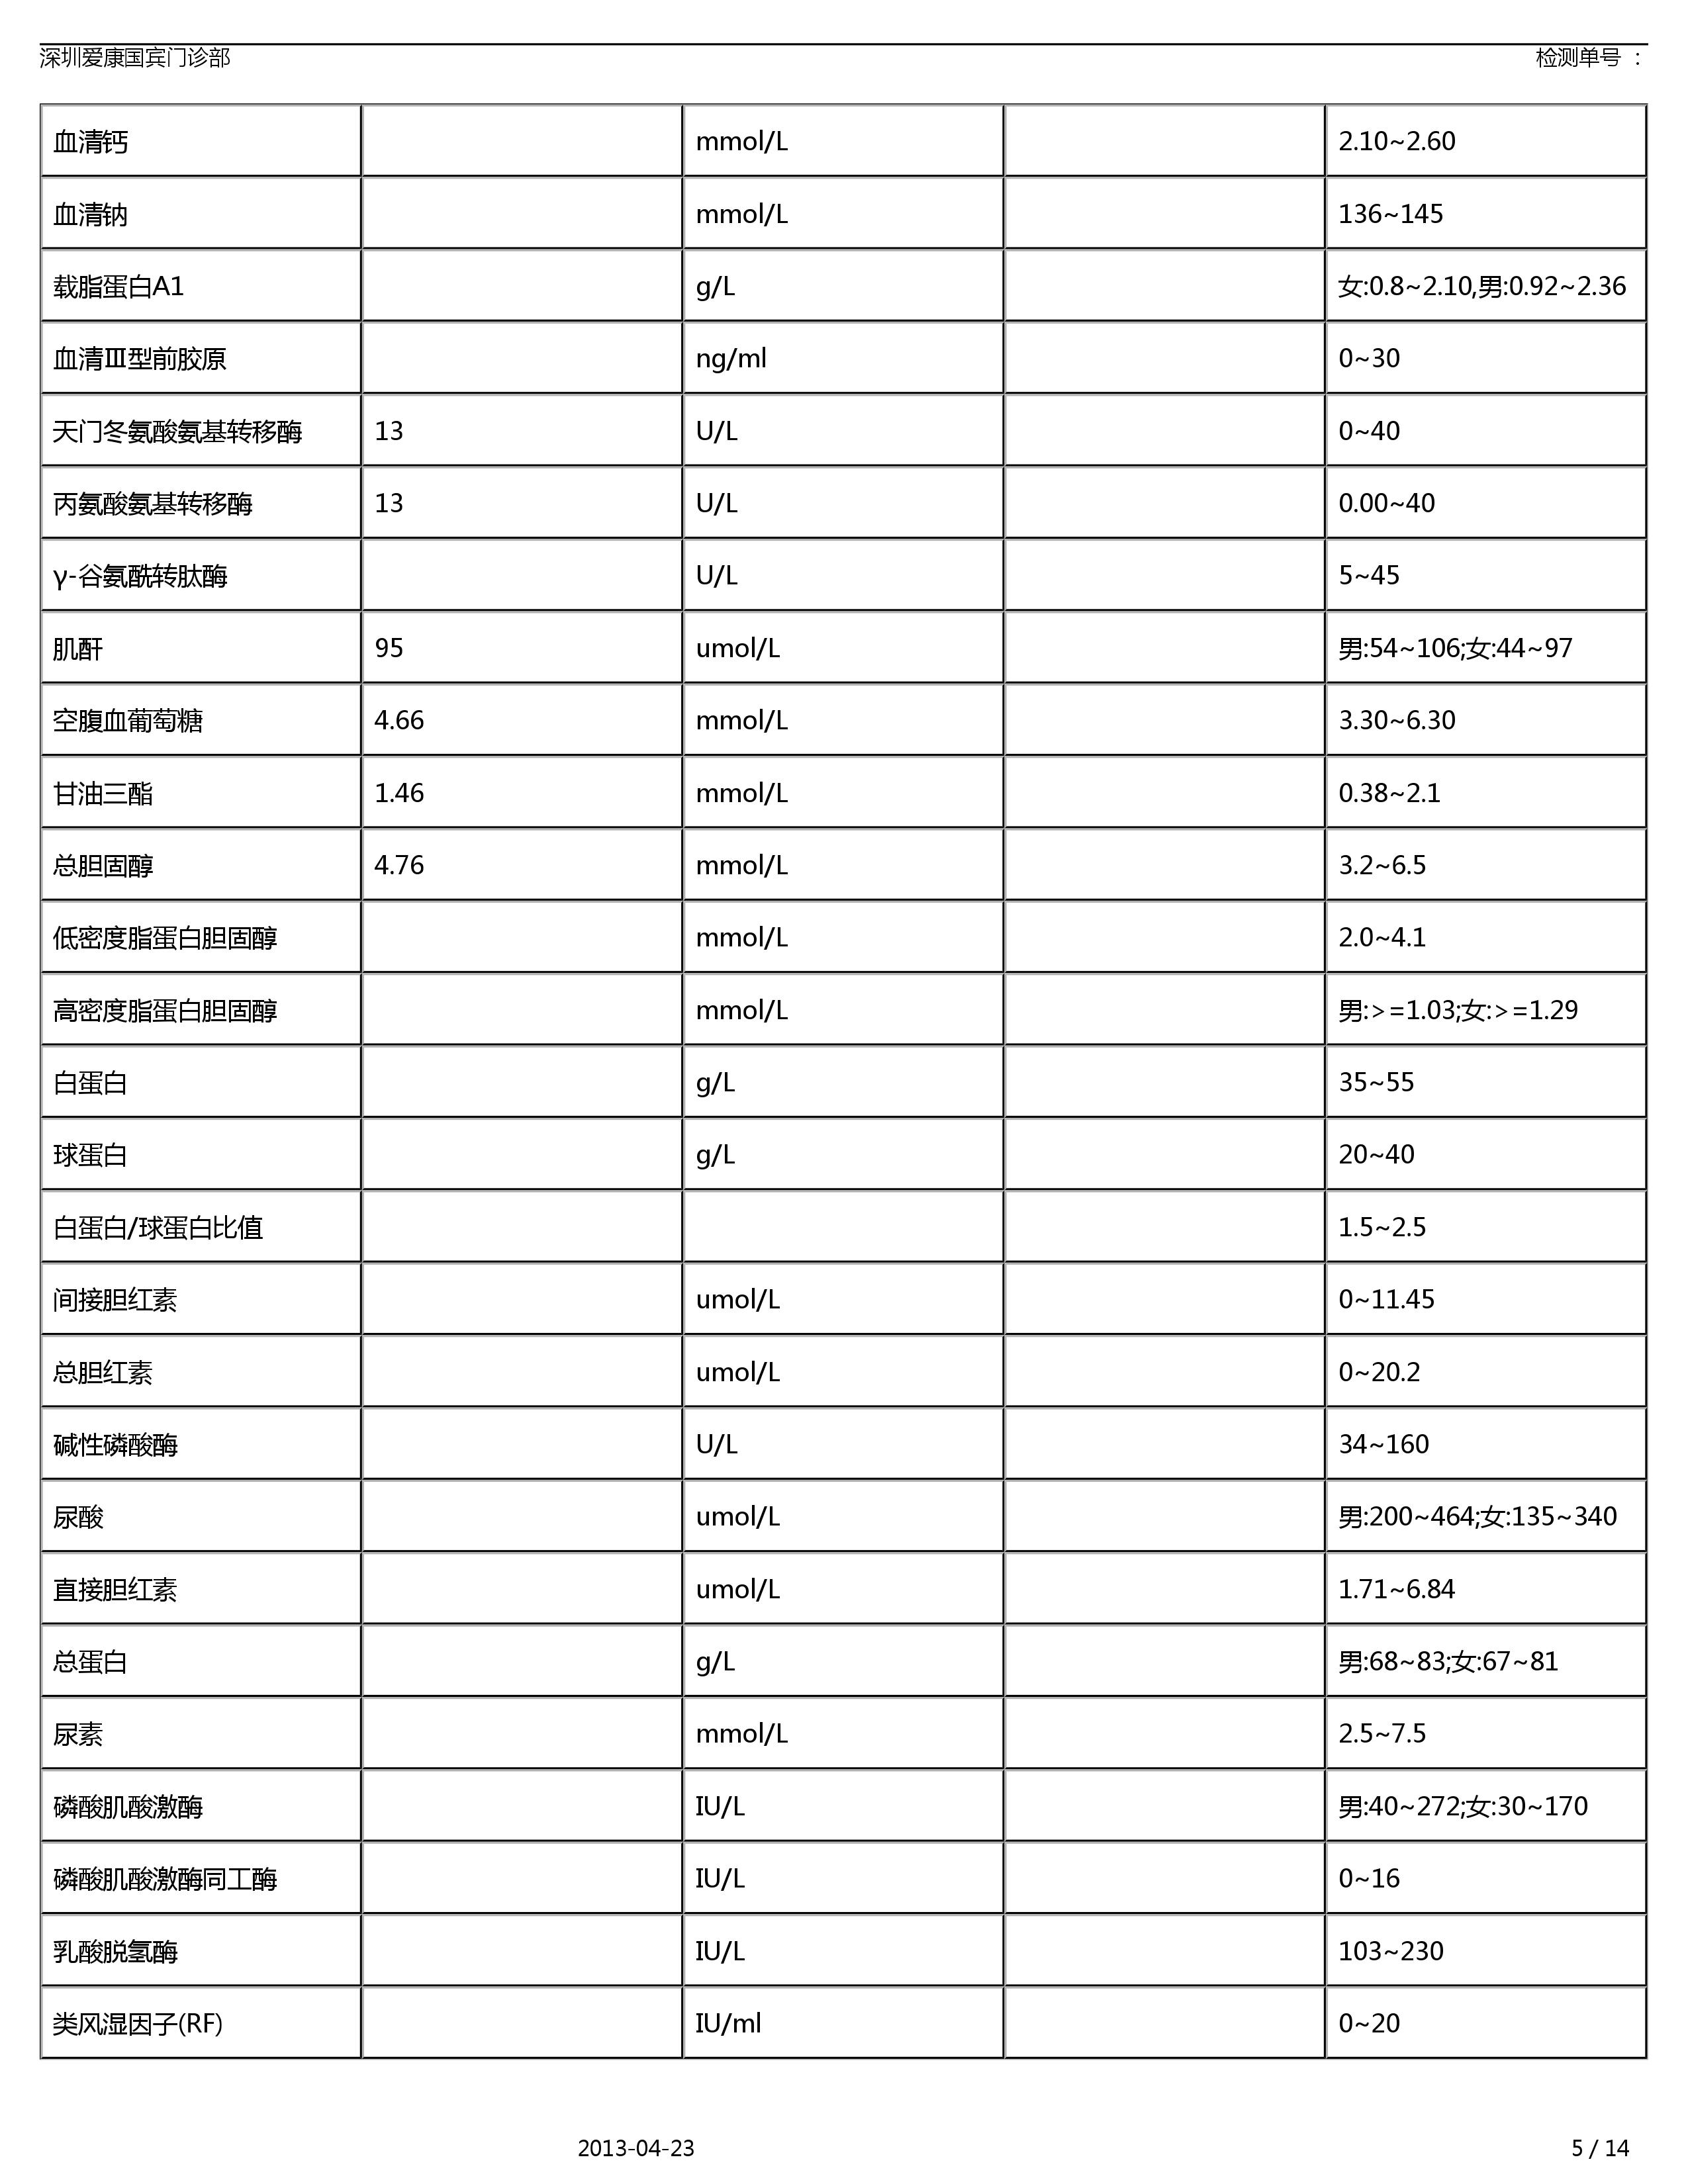 深圳爱康国宾门诊部 检测单号 :
血清钙 mmol/L 2.10~2.60
血清钠 mmol/L 136~145
载脂蛋白A1 g/L 女:0.8~2.10,男:0.92~2.36
血清Ⅲ型前胶原 ng/ml 0~30
天门冬氨酸氨基转移酶 13 U/L 0~40
丙氨酸氨基转移酶 13 U/L 0.00~40
γ-谷氨酰转肽酶 U/L 5~45
肌酐 95 umol/L 男:54~106;女:44~97
空腹血葡萄糖 4.66 mmol/L 3.30~6.30
甘油三酯 1.46 mmol/L 0.38~2.1
总胆固醇 4.76 mmol/L 3.2~6.5
低密度脂蛋白胆固醇 mmol/L 2.0~4.1
高密度脂蛋白胆固醇 mmol/L 男:>=1.03;女:>=1.29
白蛋白 g/L 35~55
球蛋白 g/L 20~40
白蛋白/球蛋白比值 1.5~2.5
间接胆红素 umol/L 0~11.45
总胆红素 umol/L 0~20.2
碱性磷酸酶 U/L 34~160
尿酸 umol/L 男:200~464;女:135~340
直接胆红素 umol/L 1.71~6.84
总蛋白 g/L 男:68~83;女:67~81
尿素 mmol/L 2.5~7.5
磷酸肌酸激酶 IU/L 男:40~272;女:30~170
磷酸肌酸激酶同工酶 IU/L 0~16
乳酸脱氢酶 IU/L 103~230
类风湿因子(RF) IU/ml 0~20
2013-04-23 5 / 14